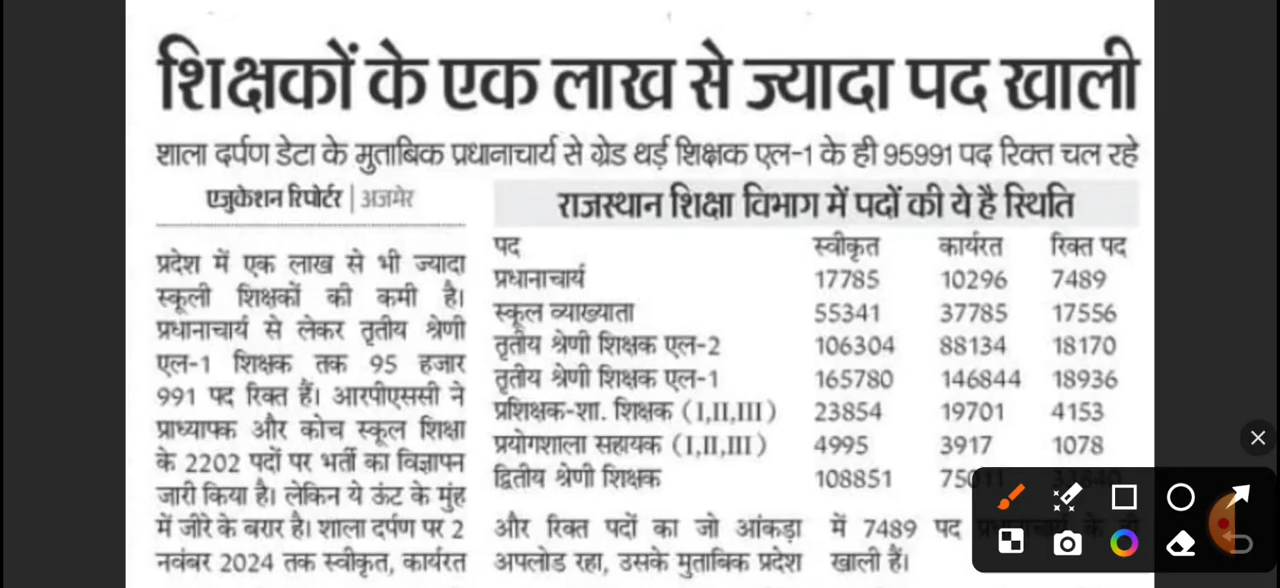 शिक्षकों के एक लाख से ज्यादा पद खाली
शाला दर्पण डेटा के मुताबिक प्रधानाचार्य से ग्रेड थर्ड शिक्षक एल-1 के ही 95991 पद रिक्त चल रहे
एजुकेशन रिपोर्टर | अजमेर
प्रदेश में एक लाख से भी ज्यादा
स्कूली शिक्षकों की कमी है।
प्रधानाचार्य से लेकर तृतीय श्रेणी
एल-1 शिक्षक तक 95 हजार
991 पद रिक्त हैं। आरपीएससी ने
प्राध्यापक और कोच स्कूल शिक्षा
के 2202 पदों पर भर्ती का विज्ञापन
जारी किया है। लेकिन ये ऊंट के मुंह
में जीरे के बरार है। शाला दर्पण पर 2
नवंबर 2024 तक स्वीकृत, कार्यरत
राजस्थान शिक्षा विभाग में पदों की ये है स्थिति
पद स्वीकृत कार्यरत रिक्त पद
प्रधानाचार्य 17785 10296 7489
स्कूल व्याख्याता 55341 37785 17556
तृतीय श्रेणी शिक्षक एल-2 106304 88134 18170
तृतीय श्रेणी शिक्षक एल-1 165780 146844 18936
प्रशिक्षक-शा. शिक्षक (I,II,III) 23854 19701 4153
प्रयोगशाला सहायक (I,II,III) 4995 3917 1078
द्वितीय श्रेणी शिक्षक 108851
और रिक्त पदों का जो आंकड़ा
अपलोड रहा, उसके मुताबिक प्रदेश
में 7489 पद
खाली हैं।